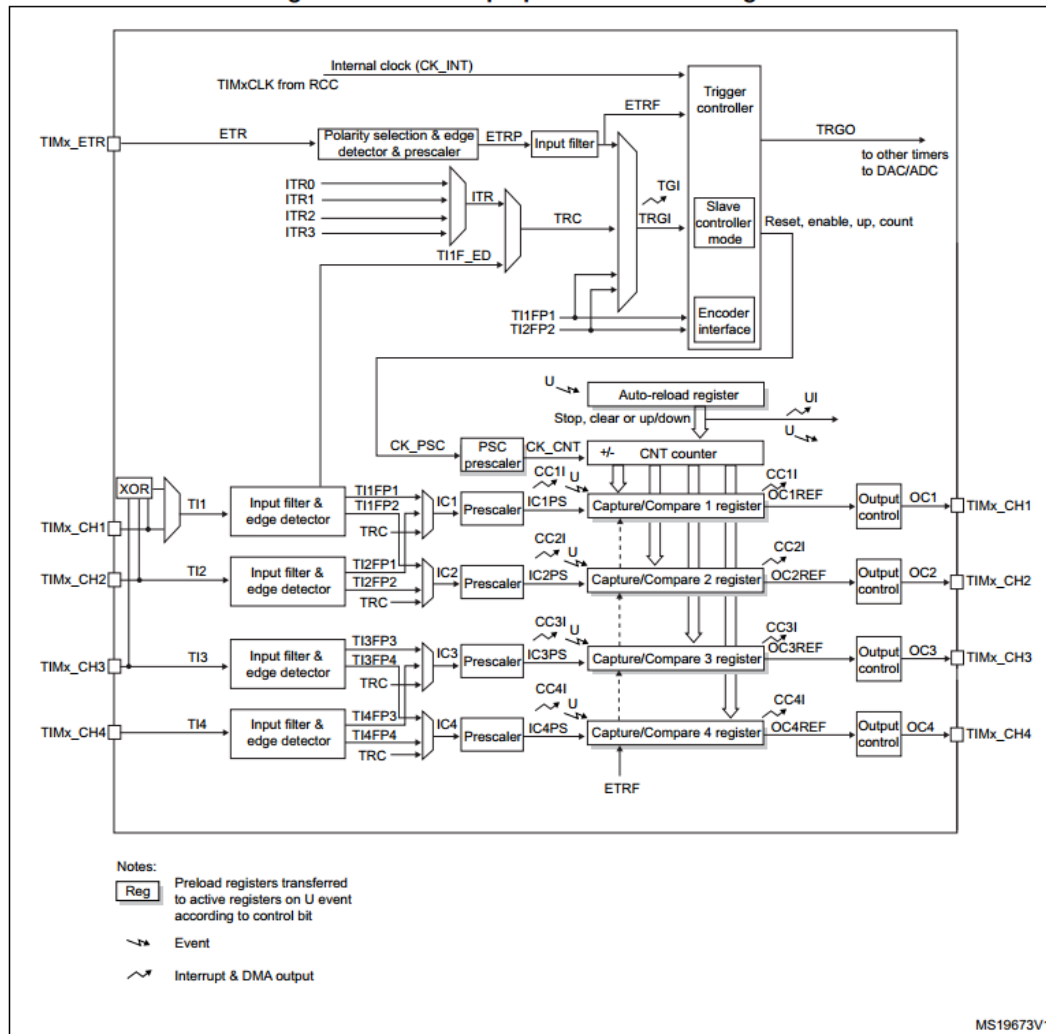 Internal clock (CK_INT)
TIMxCLK from RCC
Trigger
controller
ETRF
TIMx_ETR
ETR
Polarity selection & edge
detector & prescaler
ETRP
Input filter
TRGO
to other timers
to DAC/ADC
ITR0
ITR1
ITR2
ITR3
ITR
TRC
TGI
TRGI
Slave
controller
mode
Reset, enable, up, count
TI1F_ED
TI1FP1
TI2FP2
Encoder
interface
U
Auto-reload register
Stop, clear or up/down
UI
U
CK_PSC
PSC
prescaler
CK_CNT
+/-
CNT counter
XOR
TIMx_CH1
TI1
Input filter &
edge detector
TI1FP1
TI1FP2
TRC
IC1
Prescaler
IC1PS
CC1I
U
Capture/Compare 1 register
CC1I
OC1REF
Output
control
OC1
TIMx_CH1
TIMx_CH2
TI2
Input filter &
edge detector
TI2FP1
TI2FP2
TRC
IC2
Prescaler
IC2PS
CC2I
U
Capture/Compare 2 register
CC2I
OC2REF
Output
control
OC2
TIMx_CH2
TIMx_CH3
TI3
Input filter &
edge detector
TI3FP3
TI3FP4
TRC
IC3
Prescaler
IC3PS
CC3I
U
Capture/Compare 3 register
CC3I
OC3REF
Output
control
OC3
TIMx_CH3
TIMx_CH4
TI4
Input filter &
edge detector
TI4FP3
TI4FP4
TRC
IC4
Prescaler
IC4PS
CC4I
U
Capture/Compare 4 register
CC4I
OC4REF
Output
control
OC4
TIMx_CH4
ETRF
Notes:
Reg
Preload registers transferred
to active registers on U event
according to control bit
Event
Interrupt & DMA output